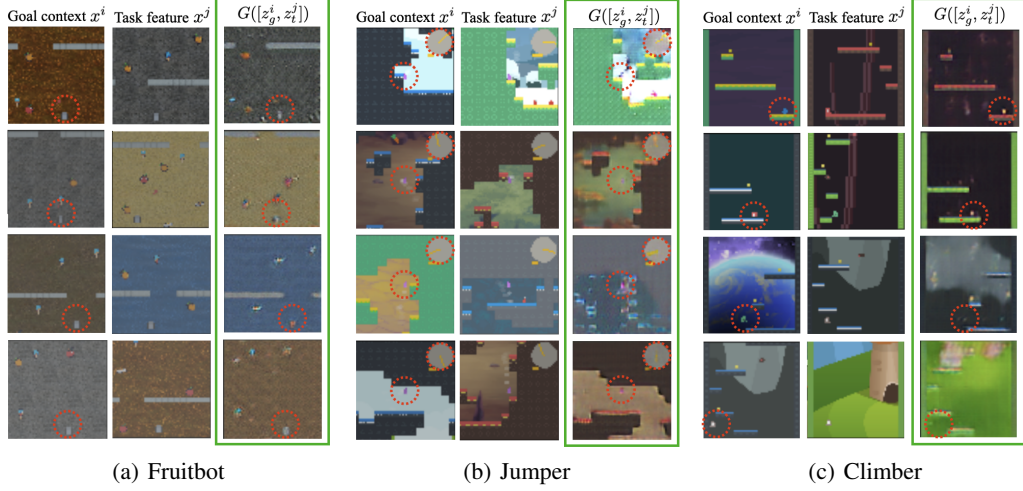 Goal context $x^i$ Task feature $x^j$ $G([z_g^i, z_t^j])$
Goal context $x^i$ Task feature $x^j$ $G([z_g^i, z_t^j])$
Goal context $x^i$ Task feature $x^j$ $G([z_g^i, z_t^j])$
(a) Fruitbot
(b) Jumper
(c) Climber